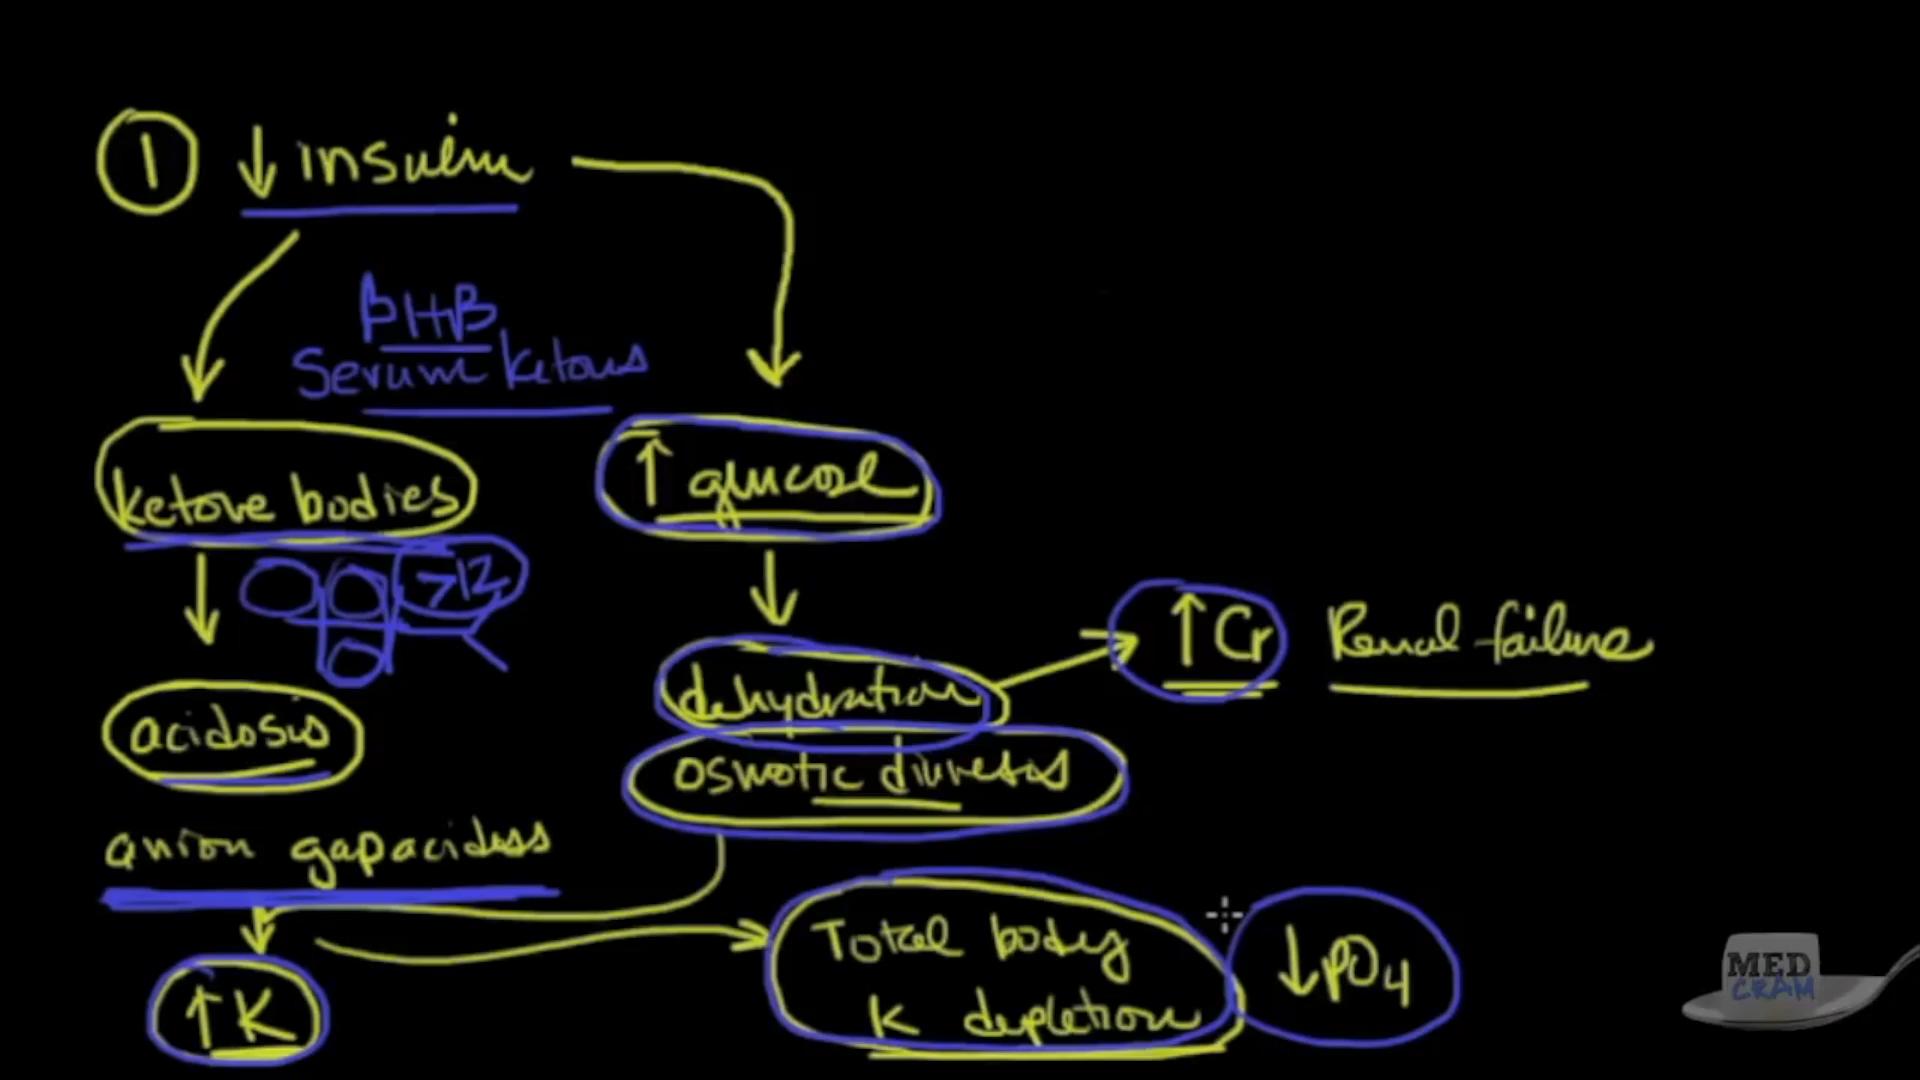 1 ↓ insulin
βHB
Serum ketones
ketone bodies
↑ glucose
>12
↑Cr Renal failure
dehydration
acidosis
osmotic diuresis
anion gap acidosis
Total body
K depletion
↓PO4
↑K
MED
CRAM